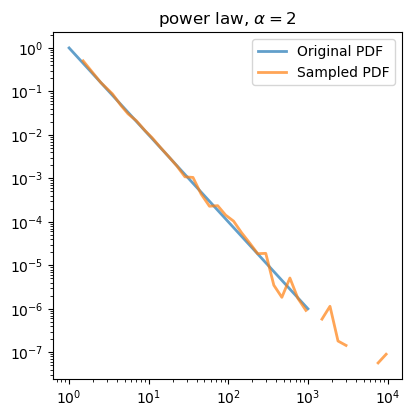 power law, α = 2
Original PDF
Sampled PDF
10⁰
10⁻¹
10⁻²
10⁻³
10⁻⁴
10⁻⁵
10⁻⁶
10⁻⁷
10⁰ 10¹ 10² 10³ 10⁴